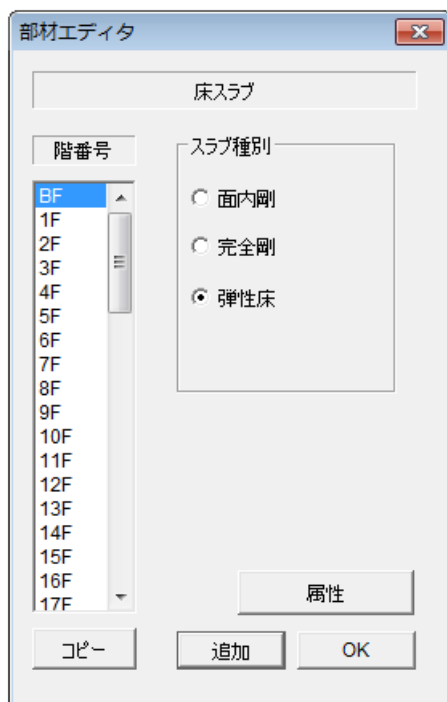 部材エディタ
床スラブ
階番号
BF
1F
2F
3F
4F
5F
6F
7F
8F
9F
10F
11F
12F
13F
14F
15F
16F
17F
スラブ種別
面内剛
完全剛
弾性床
属性
コピー
追加
OK